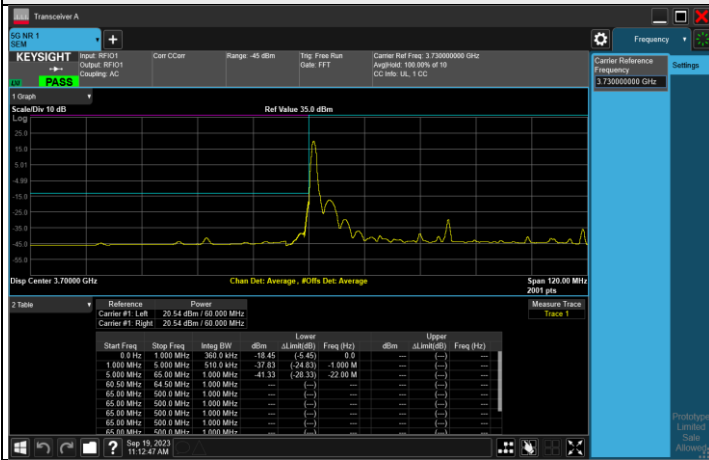 Transceiver A
5G NR 1
SEM
Frequency
KEYSIGHT
Input: RFIO1
Output: RFIO1
Coupling: AC
Corr CCorr
Range: -45 dBm
Trig: Free Run
Gate: FFT
Carrier Ref Freq: 3.730000000 GHz
Avg|Hold: 100.00% of 10
CC Info: UL, 1 CC
LV PASS
Carrier Reference
Frequency
3.730000000 GHz
Settings
1 Graph
Scale/Div 10 dB
Ref Value 35.0 dBm
Log
25.0
15.0
5.01
-4.99
-15.0
-25.0
-35.0
-45.0
-55.0
Disp Center 3.70000 GHz
Chan Det: Average , #Offs Det: Average
Span 120.00 MHz
2001 pts
2 Table
Measure Trace
Trace 1
Reference Power
Carrier #1: Left 20.54 dBm / 60.000 MHz
Carrier #1: Right 20.54 dBm / 60.000 MHz
Lower Upper
Start Freq Stop Freq Integ BW dBm ΔLimit(dB) Freq (Hz) dBm ΔLimit(dB) Freq (Hz)
0.0 Hz 1.000 MHz 360.0 kHz -18.45 (-5.45) 0.0 --- (---) ---
1.000 MHz 5.000 MHz 510.0 kHz -37.83 (-24.83) -1.000 M --- (---) ---
5.000 MHz 65.00 MHz 1.000 MHz -41.33 (-28.33) -22.00 M --- (---) ---
60.50 MHz 64.50 MHz 1.000 MHz --- (---) --- --- (---) ---
65.00 MHz 500.0 MHz 1.000 MHz --- (---) --- --- (---) ---
65.00 MHz 500.0 MHz 1.000 MHz --- (---) --- --- (---) ---
65.00 MHz 500.0 MHz 1.000 MHz --- (---) --- --- (---) ---
65.00 MHz 500.0 MHz 1.000 MHz --- (---) --- --- (---) ---
65.00 MHz 500.0 MHz 1.000 MHz --- (---) --- --- (---) ---
Prototype
Limited
Sale
Allowed
?
Sep 19, 2023
11:12:47 AM